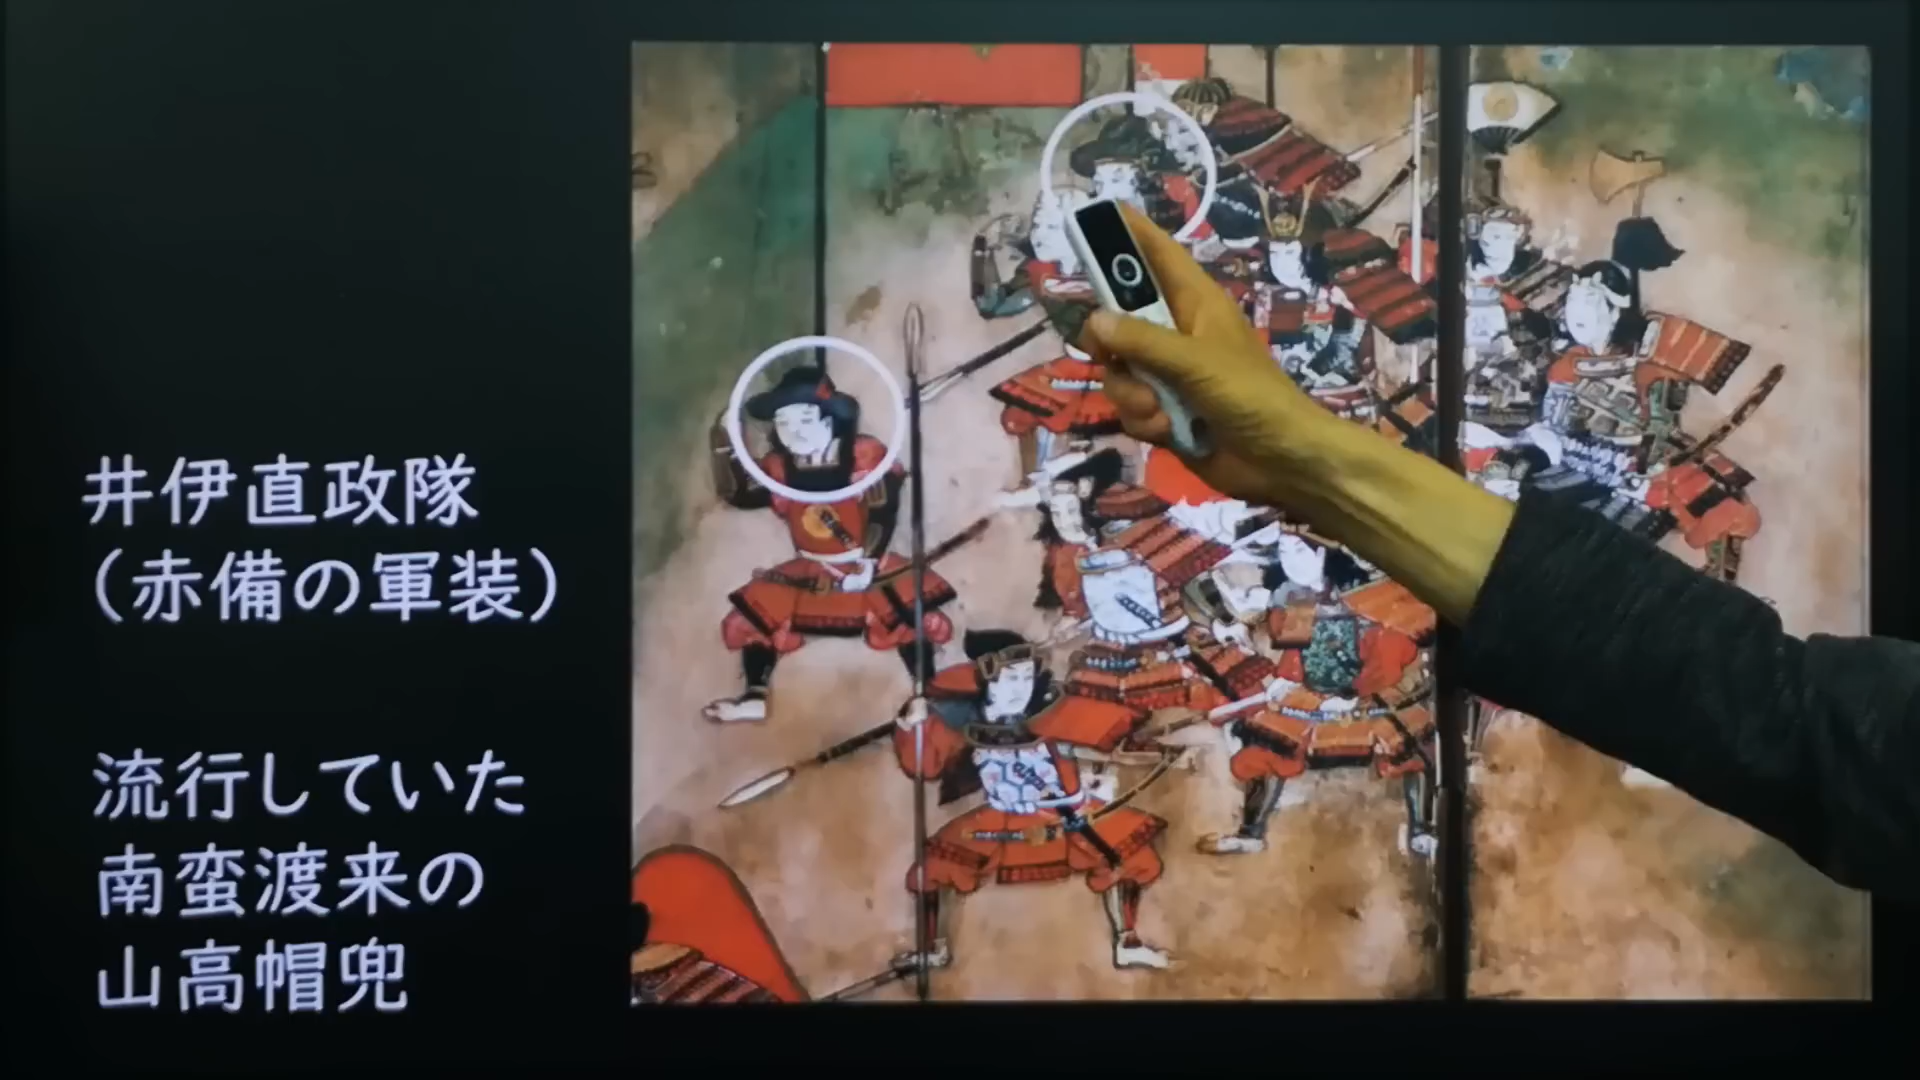 井伊直政隊
（赤備の軍装）
流行していた
南蛮渡来の
山高帽兜